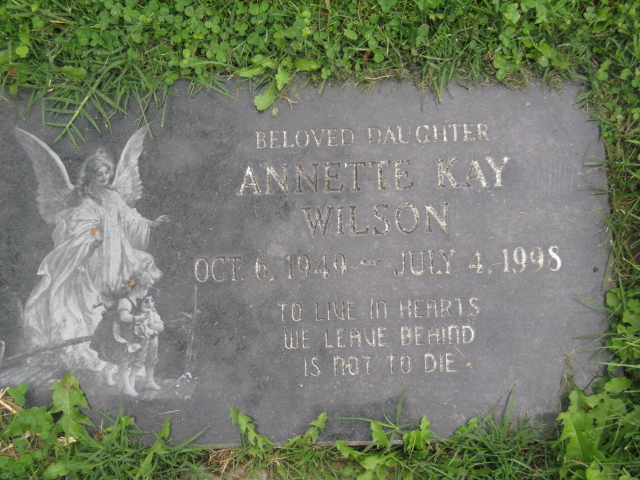 BELOVED DAUGHTER
ANNETTE KAY
WILSON
OCT. 6, 1949 ~ JULY 4, 1998
TO LIVE IN HEARTS
WE LEAVE BEHIND
IS NOT TO DIE